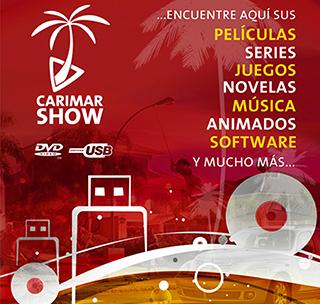 ...ENCUENTRE AQUÍ SUS
PELÍCULAS
SERIES
JUEGOS
NOVELAS
MÚSICA
ANIMADOS
SOFTWARE
Y MUCHO MÁS...
CARIMAR
SHOW
DVD USB